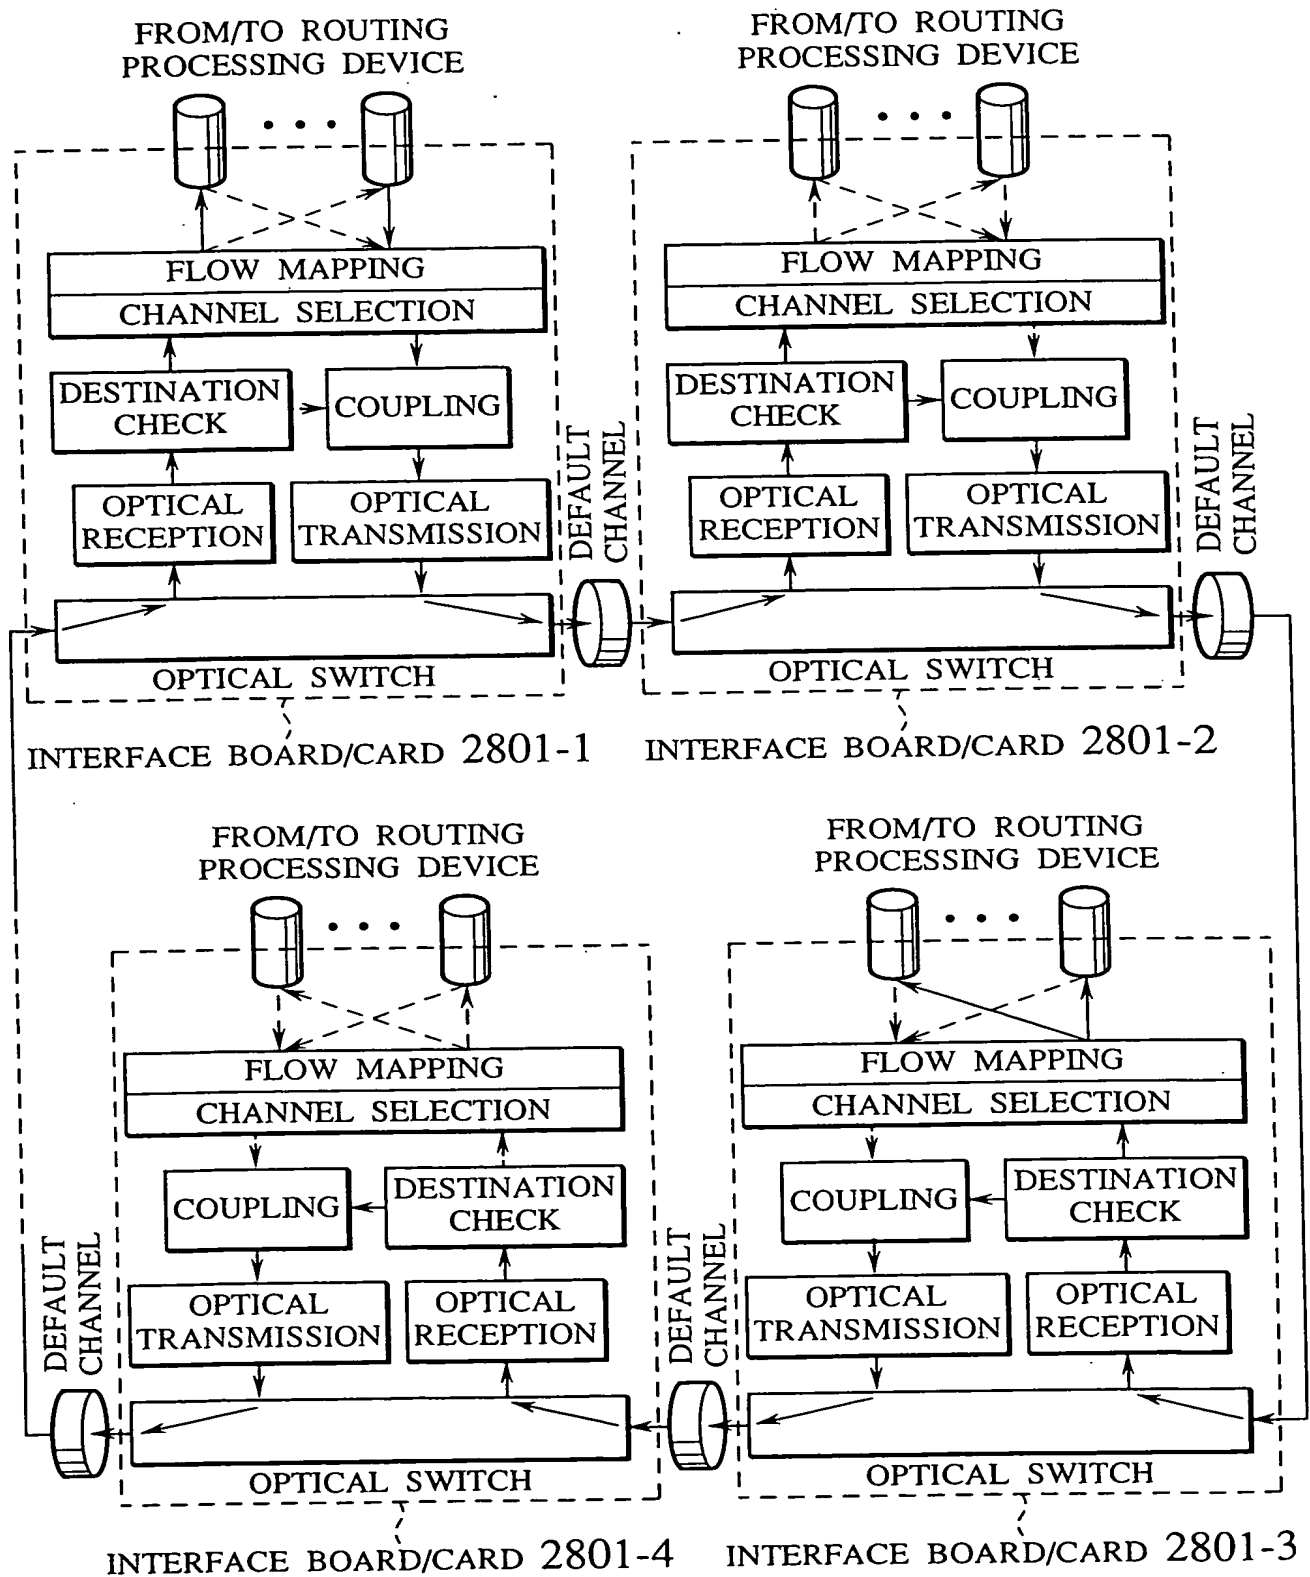 FROM/TO ROUTING
PROCESSING DEVICE
FLOW MAPPING
CHANNEL SELECTION
DESTINATION
CHECK
COUPLING
OPTICAL
RECEPTION
OPTICAL
TRANSMISSION
OPTICAL SWITCH
DEFAULT
CHANNEL
INTERFACE BOARD/CARD 2801-1
FROM/TO ROUTING
PROCESSING DEVICE
FLOW MAPPING
CHANNEL SELECTION
DESTINATION
CHECK
COUPLING
OPTICAL
RECEPTION
OPTICAL
TRANSMISSION
OPTICAL SWITCH
DEFAULT
CHANNEL
INTERFACE BOARD/CARD 2801-2
FROM/TO ROUTING
PROCESSING DEVICE
FLOW MAPPING
CHANNEL SELECTION
COUPLING
DESTINATION
CHECK
DEFAULT
CHANNEL
OPTICAL
TRANSMISSION
OPTICAL
RECEPTION
OPTICAL SWITCH
INTERFACE BOARD/CARD 2801-4
FROM/TO ROUTING
PROCESSING DEVICE
FLOW MAPPING
CHANNEL SELECTION
COUPLING
DESTINATION
CHECK
DEFAULT
CHANNEL
OPTICAL
TRANSMISSION
OPTICAL
RECEPTION
OPTICAL SWITCH
INTERFACE BOARD/CARD 2801-3